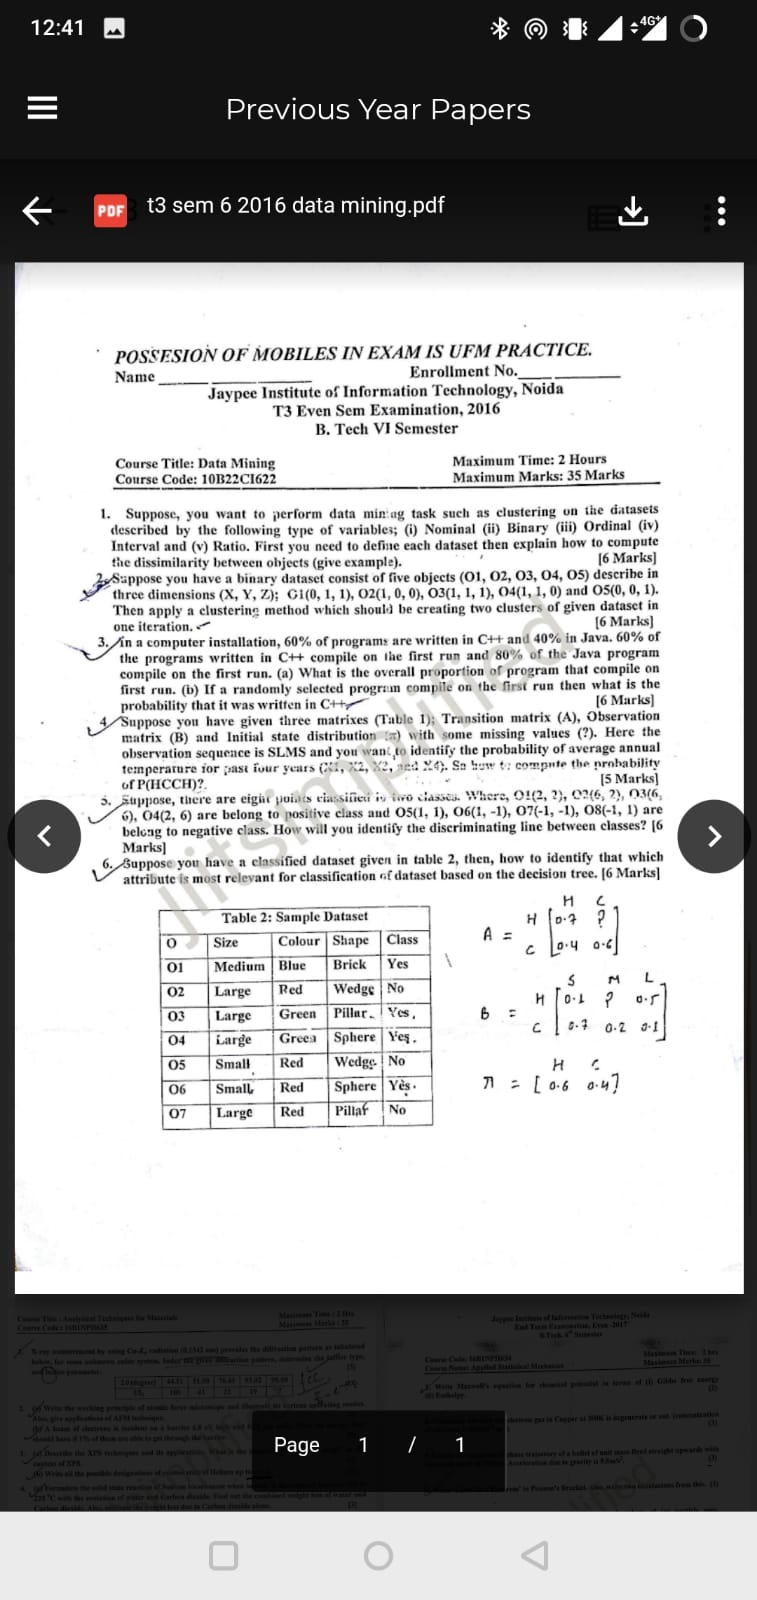 12:41
4G+
Previous Year Papers
PDF t3 sem 6 2016 data mining.pdf
POSSESION OF MOBILES IN EXAM IS UFM PRACTICE.
Name Enrollment No.
Jaypee Institute of Information Technology, Noida
T3 Even Sem Examination, 2016
B. Tech VI Semester
Course Title: Data Mining Maximum Time: 2 Hours
Course Code: 10B22CI622 Maximum Marks: 35 Marks
1. Suppose, you want to perform data mining task such as clustering on the datasets
described by the following type of variables; (i) Nominal (ii) Binary (iii) Ordinal (iv)
Interval and (v) Ratio. First you need to define each dataset then explain how to compute
the dissimilarity between objects (give example). [6 Marks]
2. Suppose you have a binary dataset consist of five objects (O1, O2, O3, O4, O5) describe in
three dimensions (X, Y, Z); O1(0, 1, 1), O2(1, 0, 0), O3(1, 1, 1), O4(1, 1, 0) and O5(0, 0, 1).
Then apply a clustering method which should be creating two clusters of given dataset in
one iteration. [6 Marks]
3. In a computer installation, 60% of programs are written in C++ and 40% in Java. 60% of
the programs written in C++ compile on the first run and 80% of the Java program
compile on the first run. (a) What is the overall proportion of program that compile on
first run. (b) If a randomly selected program compile on the first run then what is the
probability that it was written in C++ [6 Marks]
4. Suppose you have given three matrixes (Table 1); Transition matrix (A), Observation
matrix (B) and Initial state distribution (π) with some missing values (?). Here the
observation sequence is SLMS and you want to identify the probability of average annual
temperature for past four years (X1, X2, X3, and X4). So how to compute the probability
of P(HCCH)? [5 Marks]
5. Suppose, there are eight points classified in two classes. Where, O1(2, 2), O2(6, 2), O3(6,
6), O4(2, 6) are belong to positive class and O5(1, 1), O6(1, -1), O7(-1, -1), O8(-1, 1) are
belong to negative class. How will you identify the discriminating line between classes? [6
Marks]
6. Suppose you have a classified dataset given in table 2, then, how to identify that which
attribute is most relevant for classification of dataset based on the decision tree. [6 Marks]
jiitsimplified
Table 2: Sample Dataset
O Size Colour Shape Class
O1 Medium Blue Brick Yes
O2 Large Red Wedge No
O3 Large Green Pillar Yes
O4 Large Green Sphere Yes
O5 Small Red Wedge No
O6 Small Red Sphere Yes
O7 Large Red Pillar No
H C
A = H [0.7 ?
C 0.4 0.6]
S M L
B = H [0.1 ? 0.5
C 0.7 0.2 0.1]
H C
π = [0.6 0.4]
Page 1 / 1